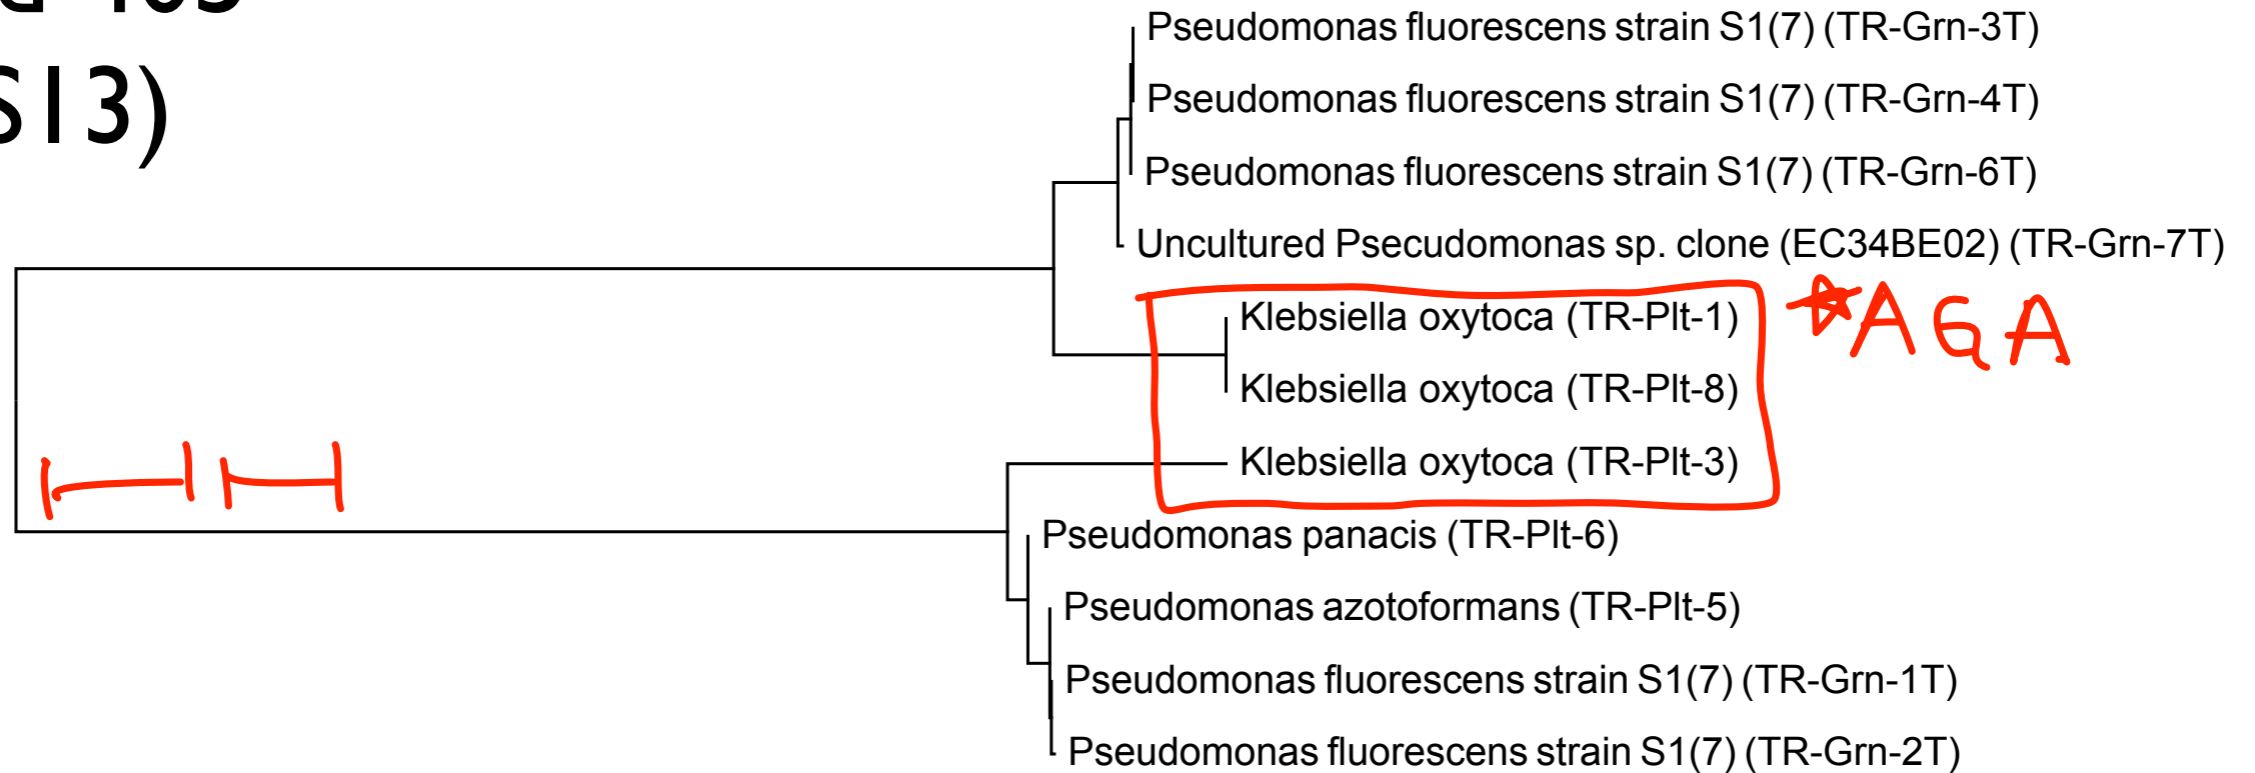 Pseudomonas fluorescens strain S1(7) (TR-Grn-3T)
S13)
Pseudomonas fluorescens strain S1(7) (TR-Grn-4T)
Pseudomonas fluorescens strain S1(7) (TR-Grn-6T)
Uncultured Psecudomonas sp. clone (EC34BE02) (TR-Grn-7T)
Klebsiella oxytoca (TR-Plt-1)
AGA
Klebsiella oxytoca (TR-Plt-8)
Klebsiella oxytoca (TR-Plt-3)
Pseudomonas panacis (TR-Plt-6)
Pseudomonas azotoformans (TR-Plt-5)
Pseudomonas fluorescens strain S1(7) (TR-Grn-1T)
Pseudomonas fluorescens strain S1(7) (TR-Grn-2T)